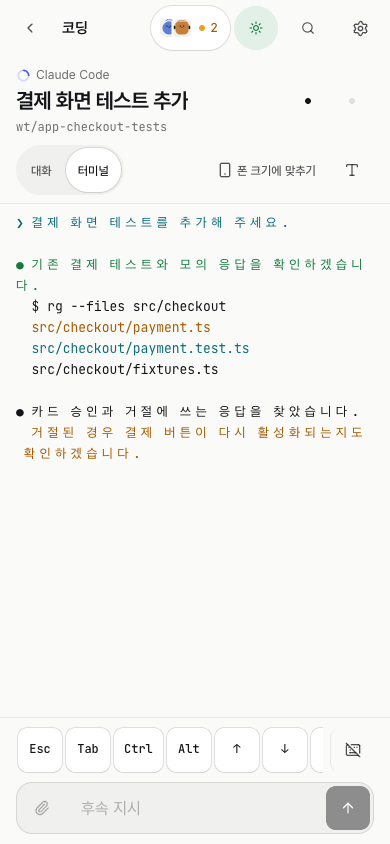 코딩
2
Claude Code
결제 화면 테스트 추가
wt/app-checkout-tests
대화
터미널
폰 크기에 맞추기
T
❯ 결제 화면 테스트를 추가해 주세요.
● 기존 결제 테스트와 모의 응답을 확인하겠습니
다.
$ rg --files src/checkout
src/checkout/payment.ts
src/checkout/payment.test.ts
src/checkout/fixtures.ts
● 카드 승인과 거절에 쓰는 응답을 찾았습니다.
거절된 경우 결제 버튼이 다시 활성화되는지도
확인하겠습니다.
Esc
Tab
Ctrl
Alt
↑
↓
후속 지시